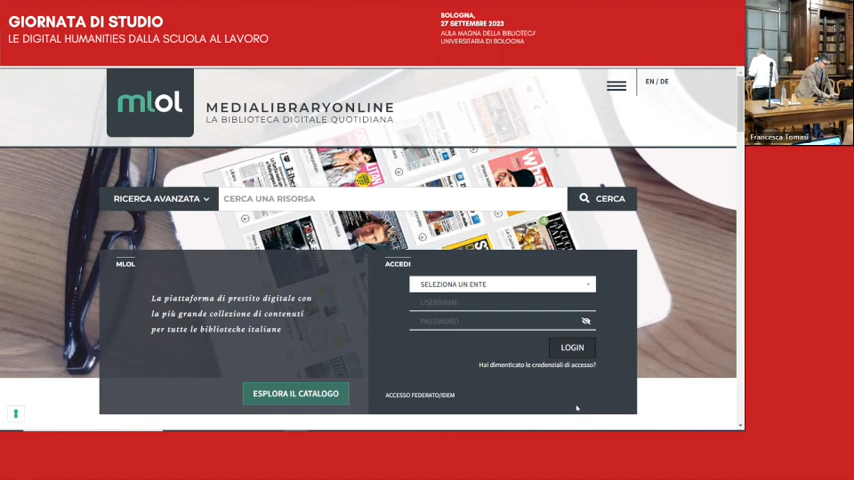 GIORNATA DI STUDIO
LE DIGITAL HUMANITIES DALLA SCUOLA AL LAVORO
BOLOGNA,
27 SETTEMBRE 2023
AULA MAGNA DELLA BIBLIOTECA
UNIVERSITARIA DI BOLOGNA
Francesca Tomasi
mlol
MEDIALIBRARYONLINE
LA BIBLIOTECA DIGITALE QUOTIDIANA
EN / DE
RICERCA AVANZATA
CERCA UNA RISORSA
CERCA
MLOL
La piattaforma di prestito digitale con
la più grande collezione di contenuti
per tutte le biblioteche italiane
ESPLORA IL CATALOGO
ACCEDI
SELEZIONA UN ENTE
USERNAME
PASSWORD
LOGIN
Hai dimenticato le credenziali di accesso?
ACCESSO FEDERATO/IDEM